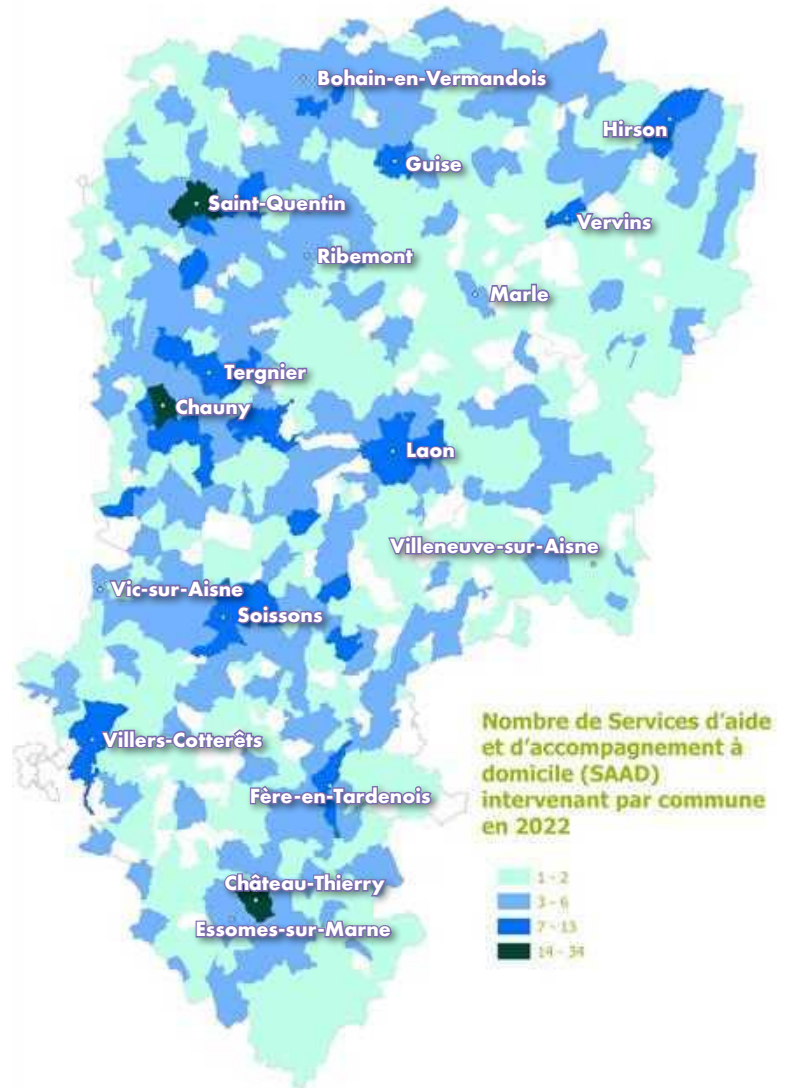 Bohain-en-Vermandois
Hirson
Guise
Saint-Quentin
Vervins
Ribemont
Marle
Tergnier
Chauny
Laon
Villeneuve-sur-Aisne
Vic-sur-Aisne
Soissons
Villers-Cotterêts
Fère-en-Tardenois
Château-Thierry
Essomes-sur-Marne
Nombre de Services d'aide
et d'accompagnement à
domicile (SAAD)
intervenant par commune
en 2022
1 - 2
3 - 6
7 - 13
14 - 34